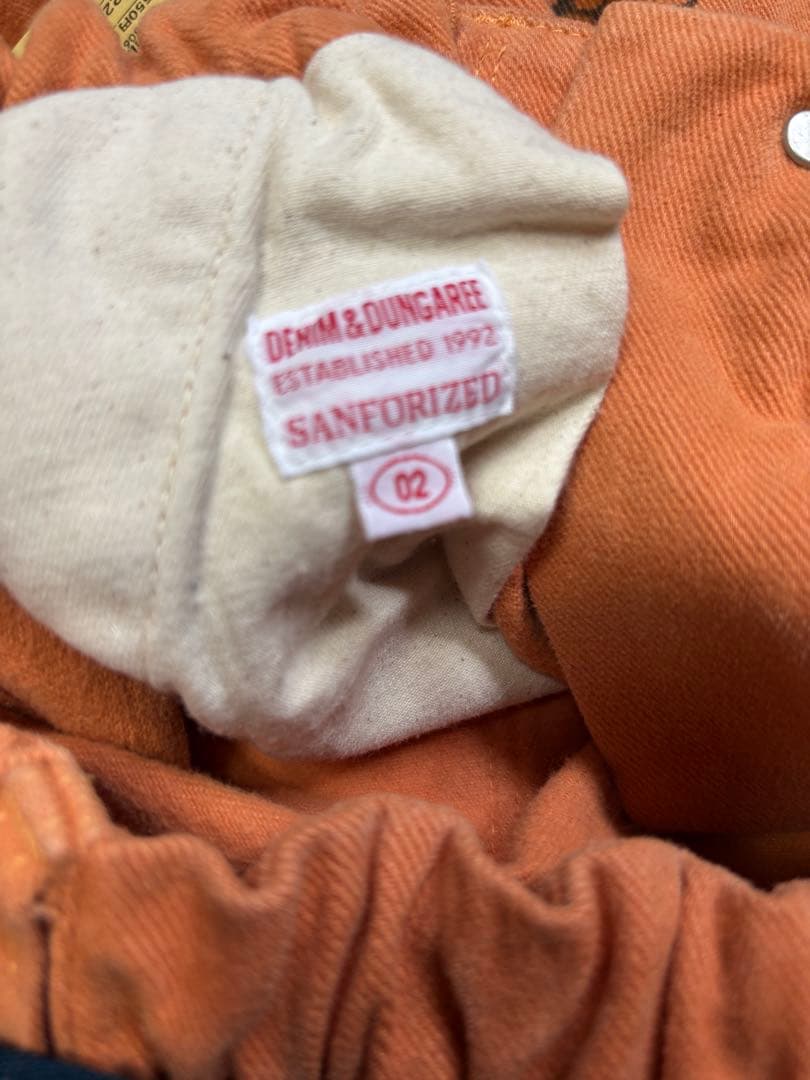 DENIM & DUNGAREE
ESTABLISHED 1992
SANFORIZED
02